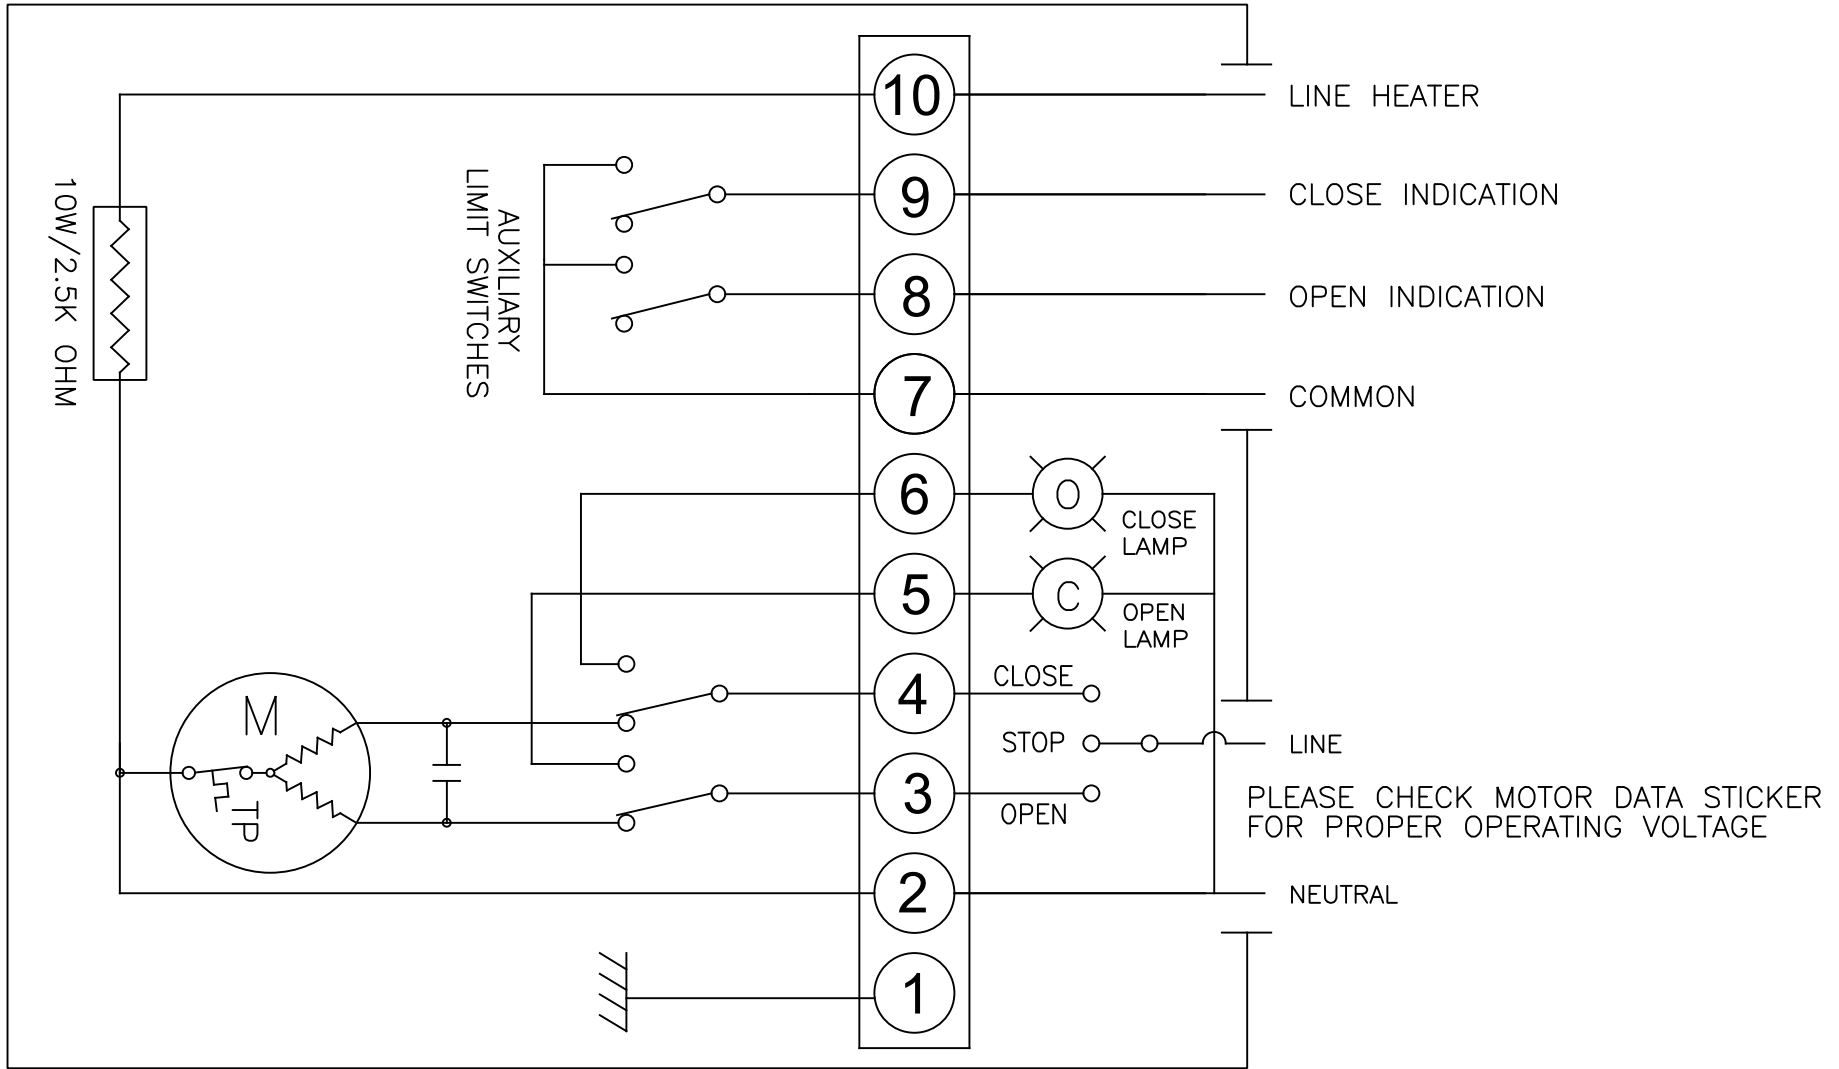 10
LINE HEATER
9
CLOSE INDICATION
8
OPEN INDICATION
7
COMMON
10W/2.5K OHM
AUXILIARY
LIMIT SWITCHES
6
O
CLOSE
LAMP
5
C
OPEN
LAMP
4
CLOSE
STOP
LINE
3
OPEN
PLEASE CHECK MOTOR DATA STICKER
FOR PROPER OPERATING VOLTAGE
M
TP
2
NEUTRAL
1